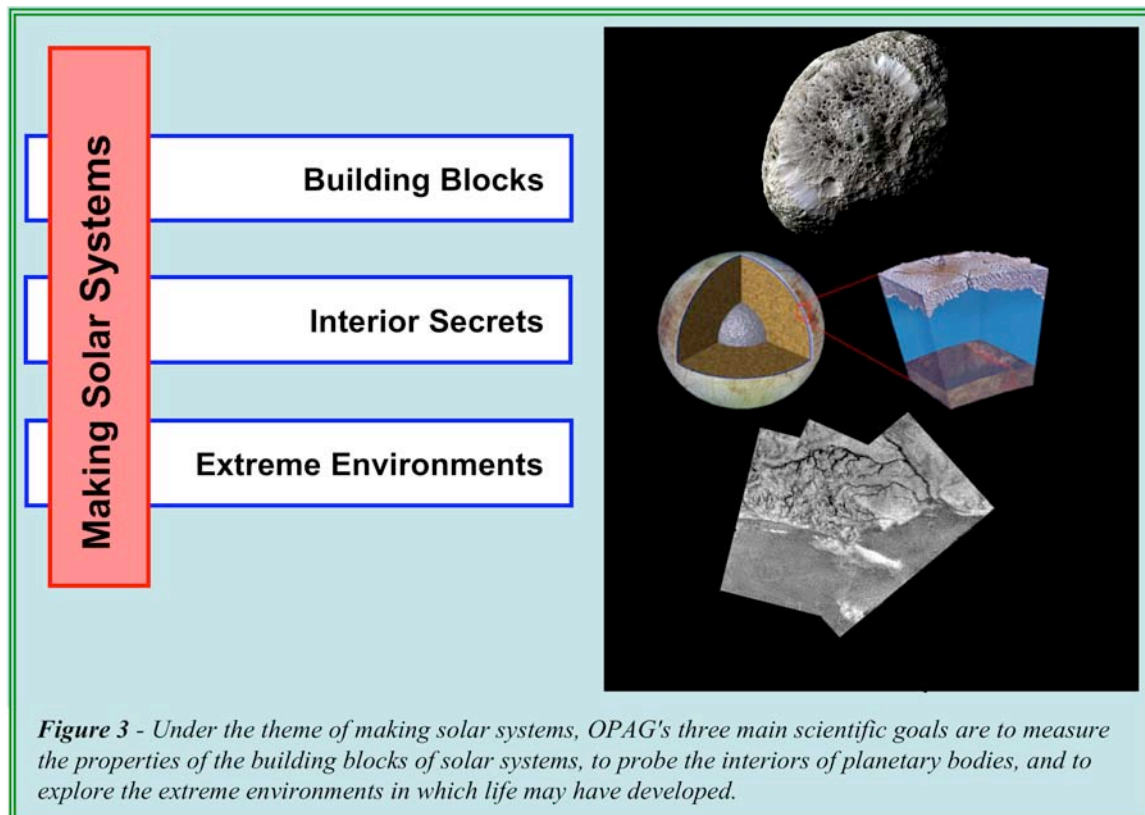 Making Solar Systems
Building Blocks
Interior Secrets
Extreme Environments
Figure 3 - Under the theme of making solar systems, OPAG's three main scientific goals are to measure
the properties of the building blocks of solar systems, to probe the interiors of planetary bodies, and to
explore the extreme environments in which life may have developed.